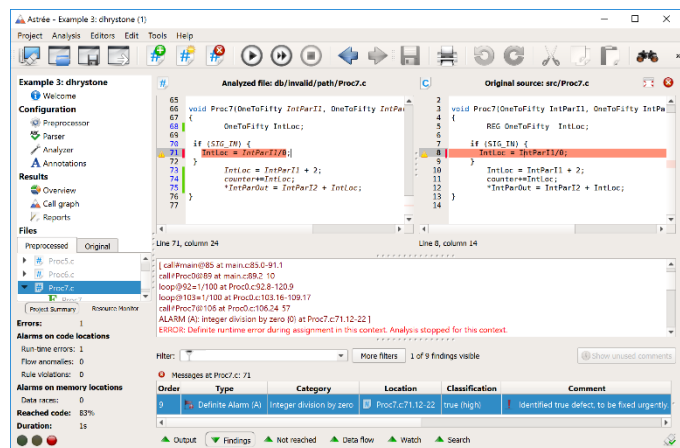 Astrée - Example 3: dhrystone (1)
Project Analysis Editors Edit Tools Help
Example 3: dhrystone
Welcome
Configuration
Preprocessor
Parser
Analyzer
Annotations
Results
Overview
Call graph
Reports
Files
Preprocessed Original
Proc5.c
Proc6.c
Proc7.c
Project Summary Resource Monitor
Errors: 1
Alarms on code locations
Run-time errors: 1
Flow anomalies: 0
Rule violations: 0
Alarms on memory locations
Data races: 0
Reached code: 83%
Duration: 1s
Analyzed file: db/invalid/path/Proc7.c
65
66 void Proc7(OneToFifty IntParI1, OneToFifty IntPar
67 {
68 OneToFifty IntLoc;
69
70 if (SIG_IN) {
71 IntLoc = IntParI1/0;
72 }
73 IntLoc = IntParI1 + 2;
74 counter+=IntLoc;
75 *IntParOut = IntParI2 + IntLoc;
76 }
77
Line 71, column 24
Original source: src/Proc7.c
2
3 void Proc7(OneToFifty IntParI1, OneToFifty IntPa
4 {
5 REG OneToFifty IntLoc;
6
7 if (SIG_IN) {
8 IntLoc = IntParI1/0;
9 }
10 IntLoc = IntParI1 + 2;
11 counter+=IntLoc;
12 *IntParOut = IntParI2 + IntLoc;
13 }
14
Line 8, column 14
[ call#main@85 at main.c:85.0-91.1
call#Proc0@89 at main.c:89.2 10
loop@92=1/100 at Proc0.c:92.8-120.9
loop@103=1/100 at Proc0.c:103.16-109.17
call#Proc7@106 at Proc0.c:106.24 57
ALARM (A): integer division by zero {0} at Proc7.c:71.12-22 ]
ERROR: Definite runtime error during assignment in this context. Analysis stopped for this context.
Filter: More filters 1 of 9 findings visible Show unused comments
Messages at Proc7.c: 71
Order Type Category Location Classification Comment
9 Definite Alarm (A) Integer division by zero Proc7.c:71.12-22 true (high) Identified true defect, to be fixed urgently.
Output Findings Not reached Data flow Watch Search